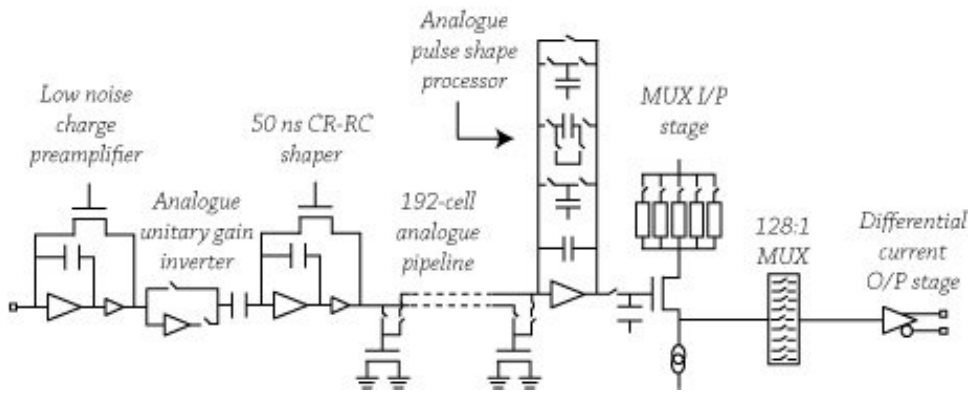 Low noise
charge
preamplifier
Analogue
unitary gain
inverter
50 ns CR-RC
shaper
192-cell
analogue
pipeline
Analogue
pulse shape
processor
MUX I/P
stage
128:1
MUX
Differential
current
O/P stage